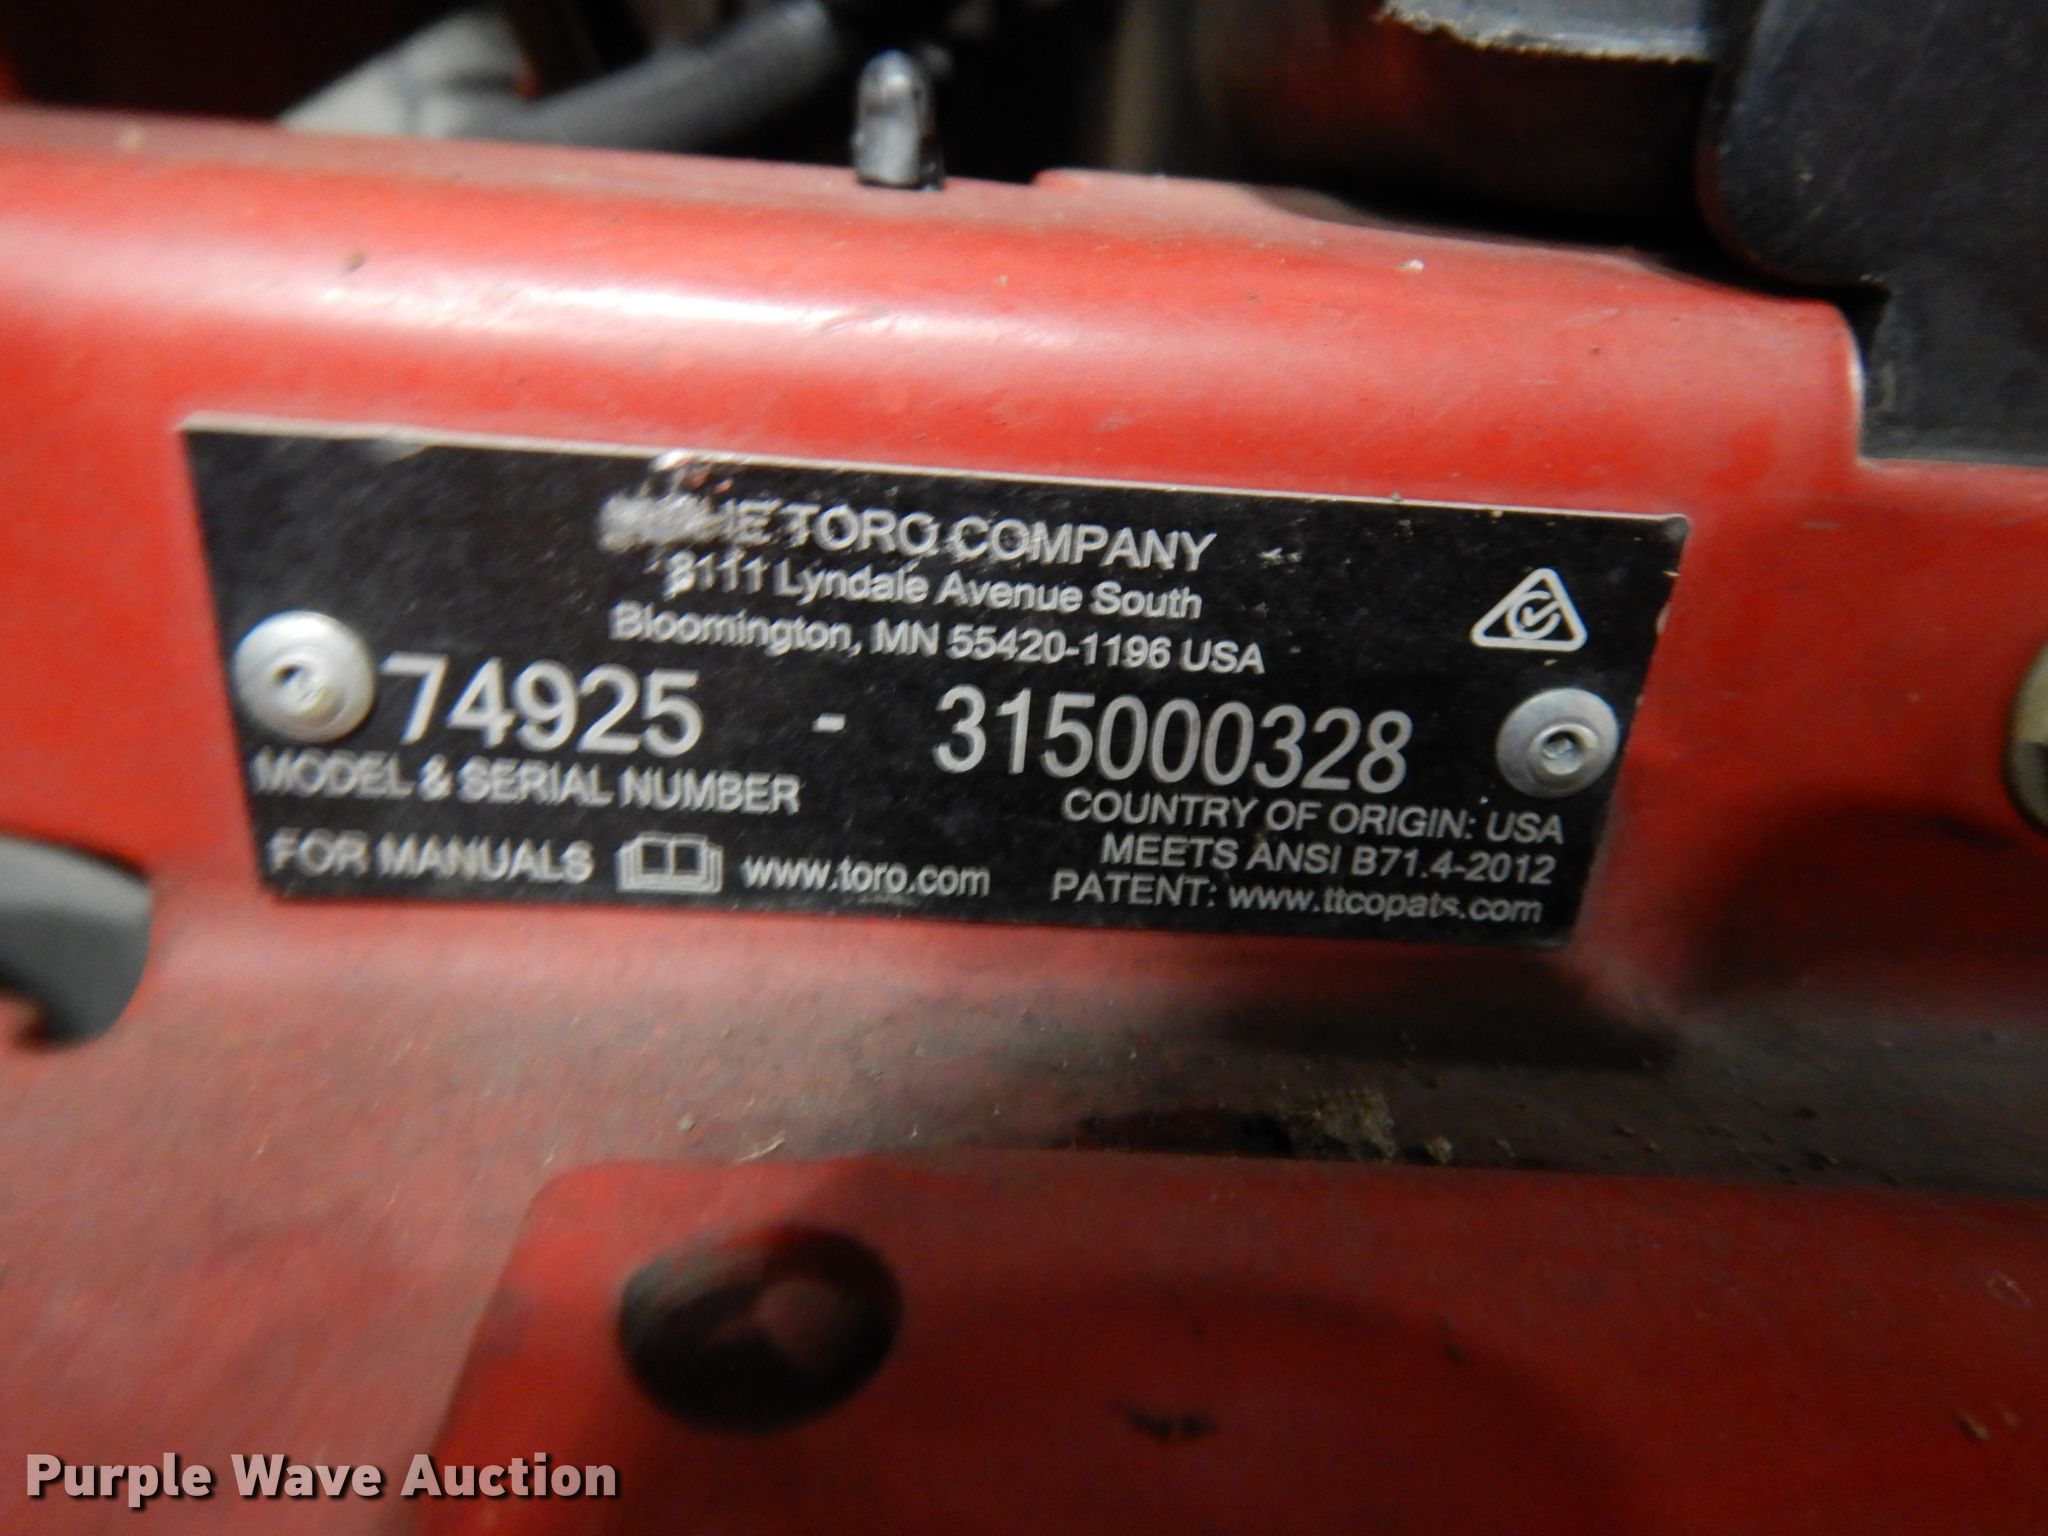 THE TORO COMPANY
8111 Lyndale Avenue South
Bloomington, MN 55420-1196 USA
74925 - 315000328
MODEL & SERIAL NUMBER
COUNTRY OF ORIGIN: USA
MEETS ANSI B71.4-2012
FOR MANUALS www.toro.com
PATENT: www.ttcopats.com
Purple Wave Auction